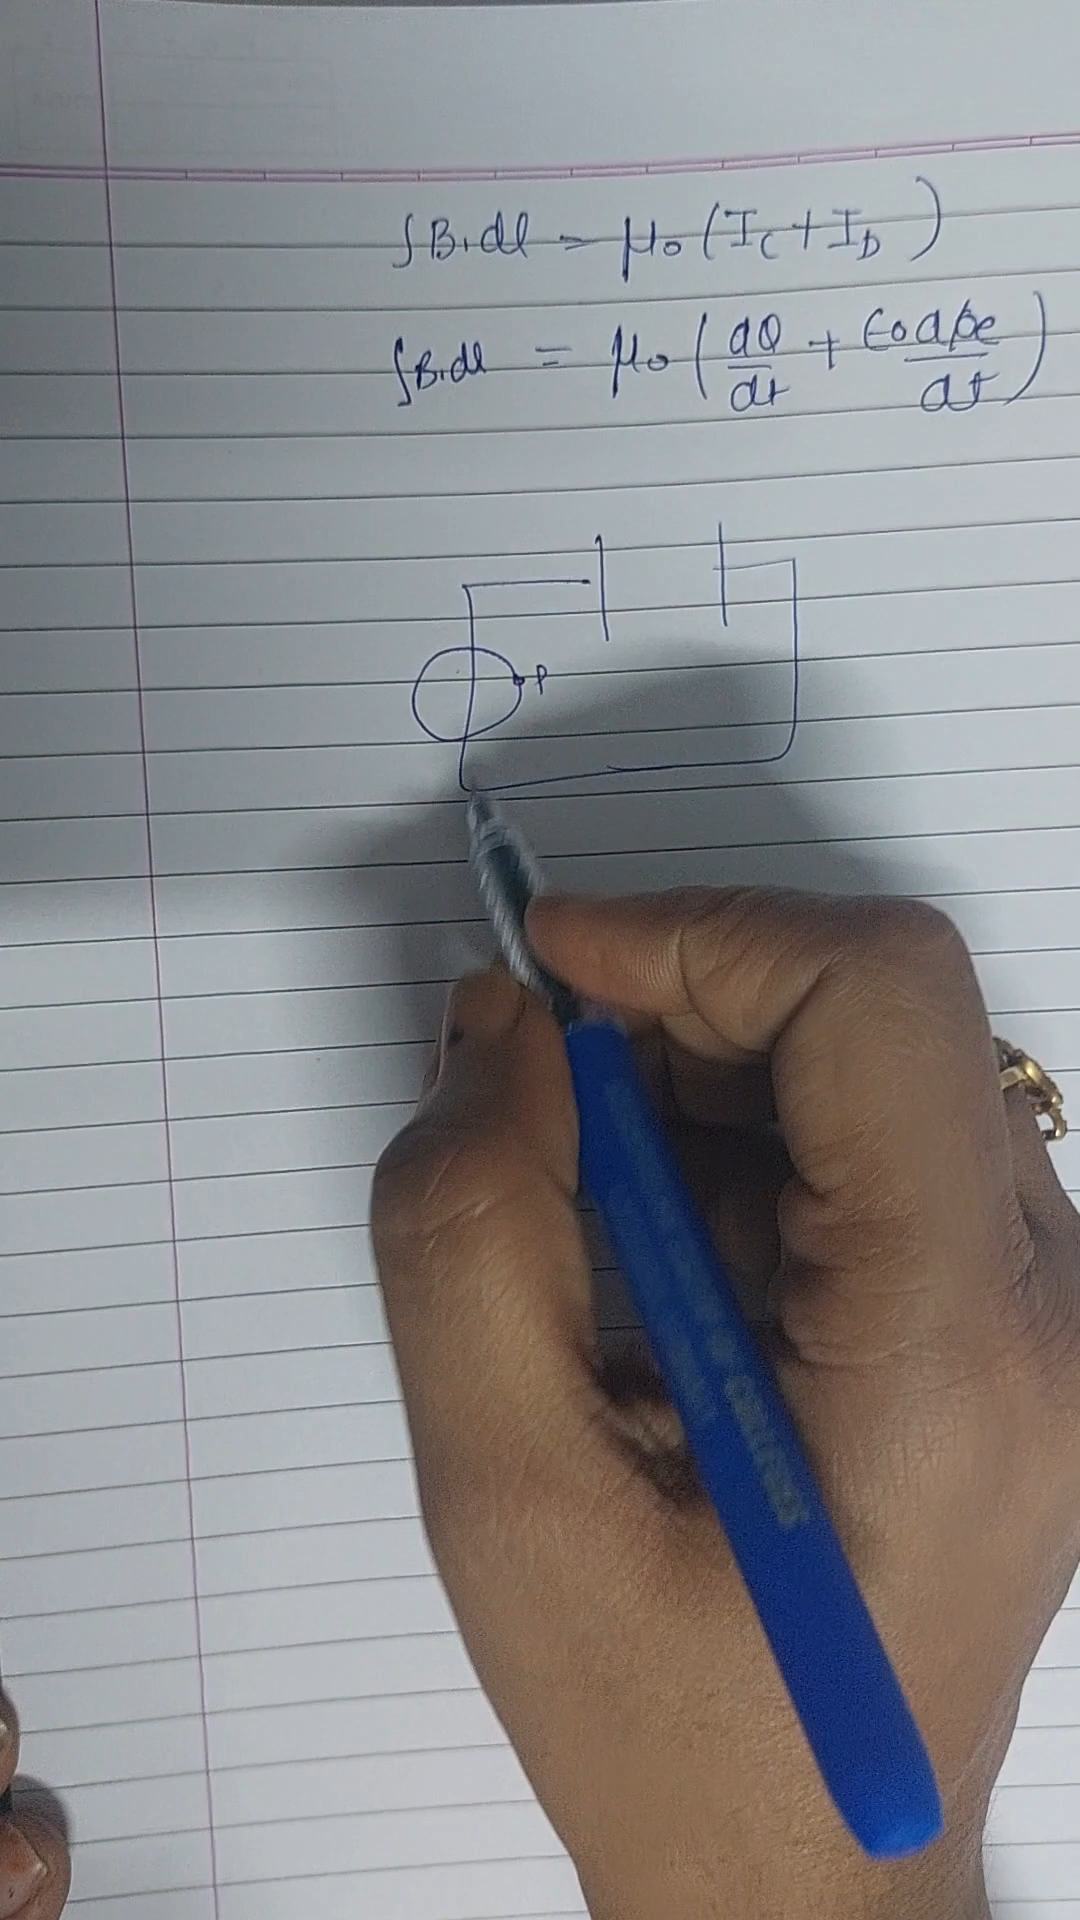 ∫B.dl = μ₀(I_C + I_D)
∫B.dl = μ₀(dQ/dt + ϵ₀dϕe/dt)
P